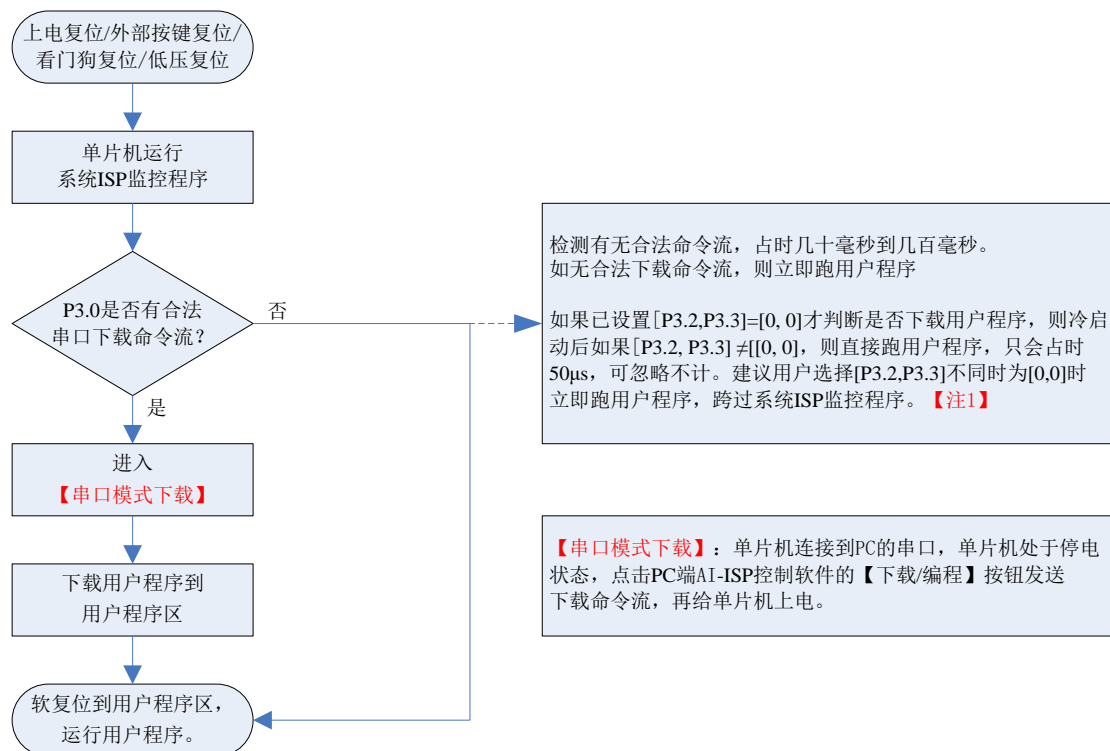 上电复位/外部按键复位/
看门狗复位/低压复位
单片机运行
系统ISP监控程序
P3.0是否有合法
串口下载命令流？
否
是
进入
【串口模式下载】
下载用户程序到
用户程序区
软复位到用户程序区，
运行用户程序。
检测有无合法命令流，占时几十毫秒到几百毫秒。
如无合法下载命令流，则立即跑用户程序
如果已设置[P3.2,P3.3]=[0, 0]才判断是否下载用户程序，则冷启
动后如果[P3.2, P3.3] ≠[[0, 0]，则直接跑用户程序，只会占时
50μs，可忽略不计。建议用户选择[P3.2,P3.3]不同时为[0,0]时
立即跑用户程序，跨过系统ISP监控程序。【注1】
【串口模式下载】：单片机连接到PC的串口，单片机处于停电
状态，点击PC端AI-ISP控制软件的【下载/编程】按钮发送
下载命令流，再给单片机上电。